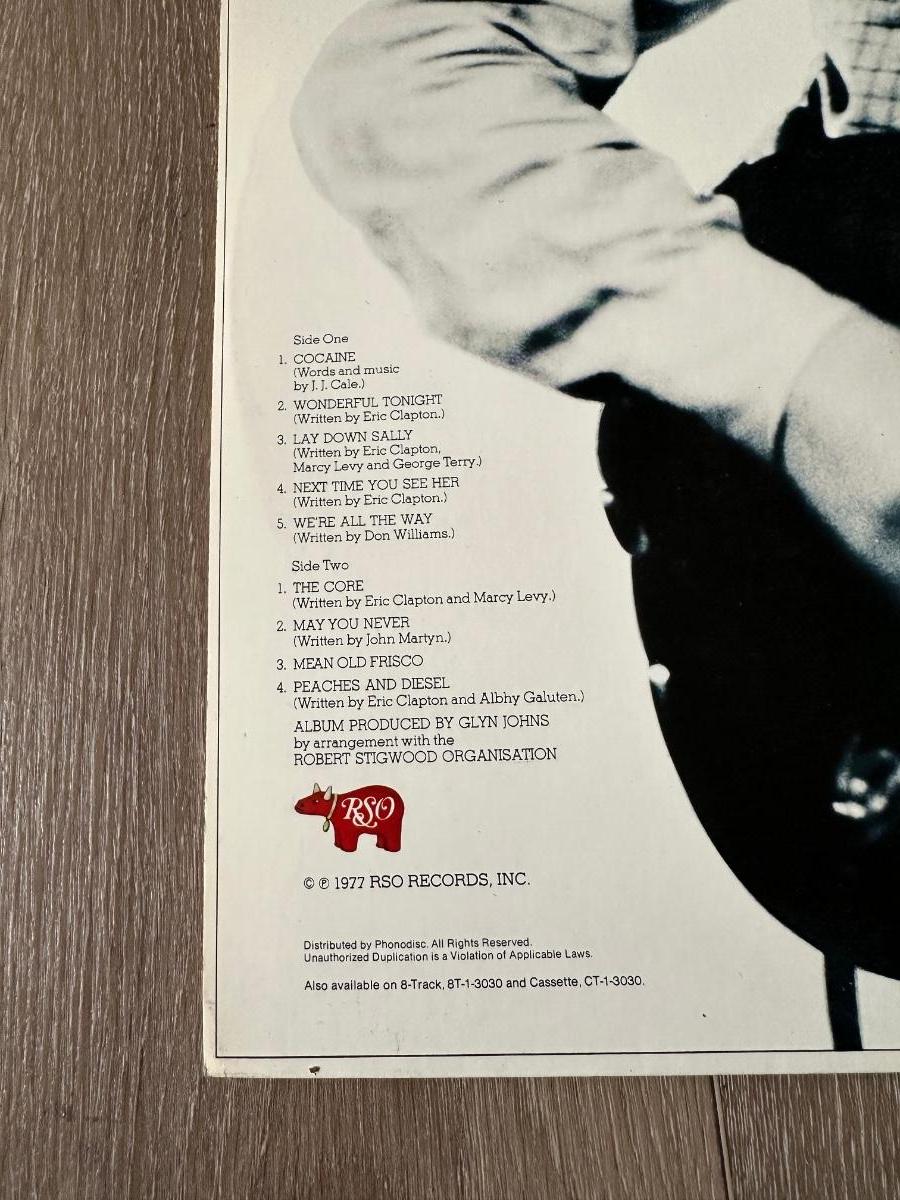 Side One
1. COCAINE
(Words and music
by J. J. Cale.)
2. WONDERFUL TONIGHT
(Written by Eric Clapton.)
3. LAY DOWN SALLY
(Written by Eric Clapton,
Marcy Levy and George Terry.)
4. NEXT TIME YOU SEE HER
(Written by Eric Clapton.)
5. WE'RE ALL THE WAY
(Written by Don Williams.)
Side Two
1. THE CORE
(Written by Eric Clapton and Marcy Levy.)
2. MAY YOU NEVER
(Written by John Martyn.)
3. MEAN OLD FRISCO
4. PEACHES AND DIESEL
(Written by Eric Clapton and Albhy Galuten.)
ALBUM PRODUCED BY GLYN JOHNS
by arrangement with the
ROBERT STIGWOOD ORGANISATION
RSO
© ℗ 1977 RSO RECORDS, INC.
Distributed by Phonodisc. All Rights Reserved.
Unauthorized Duplication is a Violation of Applicable Laws.
Also available on 8-Track, 8T-1-3030 and Cassette, CT-1-3030.